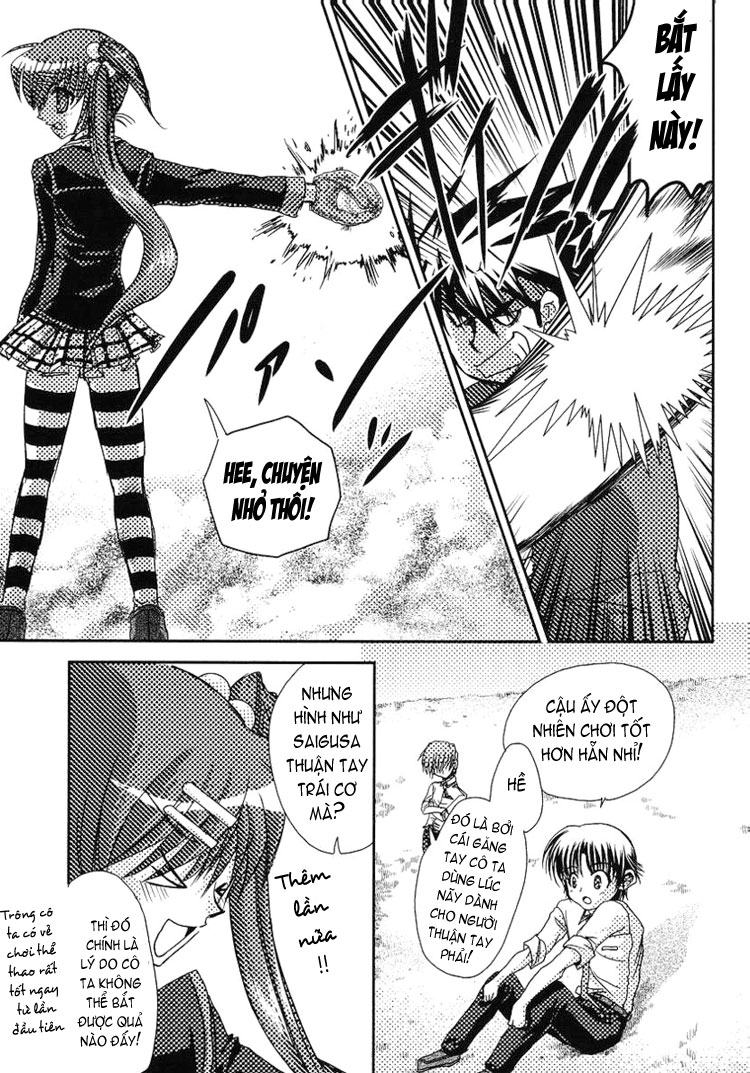 BẮT
LẤY
NÀY!
HEE, CHUYỆN
NHỎ THÔI!
CẬU ẤY ĐỘT
NHIÊN CHƠI TỐT
HƠN HẲN NHỈ!
HỀ
ĐÓ LÀ BỞI
CÁI GĂNG
TAY CÔ TA
DÙNG LÚC
NÃY DÀNH
CHO NGƯỜI
THUẬN TAY
PHẢI!
NHƯNG
HÌNH NHƯ
SAIGUSA
THUẬN TAY
TRÁI CƠ
MÀ?
Thêm
lần
nữa
!!
THÌ ĐÓ
CHÍNH LÀ
LÝ DO CÔ
TA KHÔNG
THỂ BẮT
ĐƯỢC QUẢ
NÀO ĐẤY!
Trông cô
ta có vẻ
chơi thể
thao rất
tốt ngay
từ lần
đầu tiên